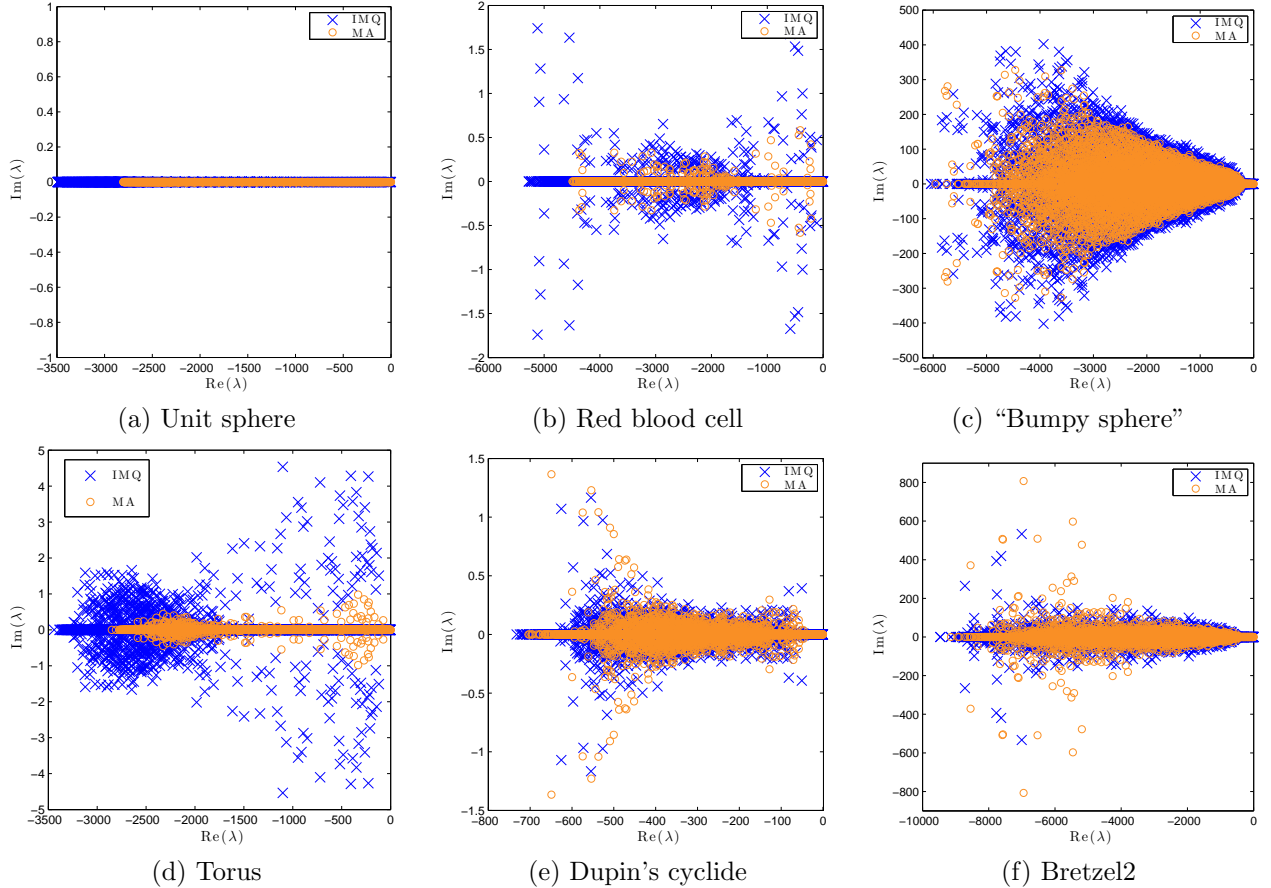 1
0.8
0.6
0.4
0.2
0
−0.2
−0.4
−0.6
−0.8
−1
Im(λ)
IMQ
MA
−3500 −3000 −2500 −2000 −1500 −1000 −500 0
Re(λ)
(a) Unit sphere
2
1.5
1
0.5
0
−0.5
−1
−1.5
−2
Im(λ)
IMQ
MA
−6000 −5000 −4000 −3000 −2000 −1000 0
Re(λ)
(b) Red blood cell
500
400
300
200
100
0
−100
−200
−300
−400
−500
Im(λ)
IMQ
MA
−6000 −5000 −4000 −3000 −2000 −1000 0
Re(λ)
(c) “Bumpy sphere”
5
4
3
2
1
0
−1
−2
−3
−4
−5
Im(λ)
IMQ
MA
−3500 −3000 −2500 −2000 −1500 −1000 −500 0
Re(λ)
(d) Torus
1.5
1
0.5
0
−0.5
−1
−1.5
Im(λ)
IMQ
MA
−800 −700 −600 −500 −400 −300 −200 −100 0
Re(λ)
(e) Dupin's cyclide
800
600
400
200
0
−200
−400
−600
−800
Im(λ)
IMQ
MA
−10000 −8000 −6000 −4000 −2000 0
Re(λ)
(f) Bretzel2